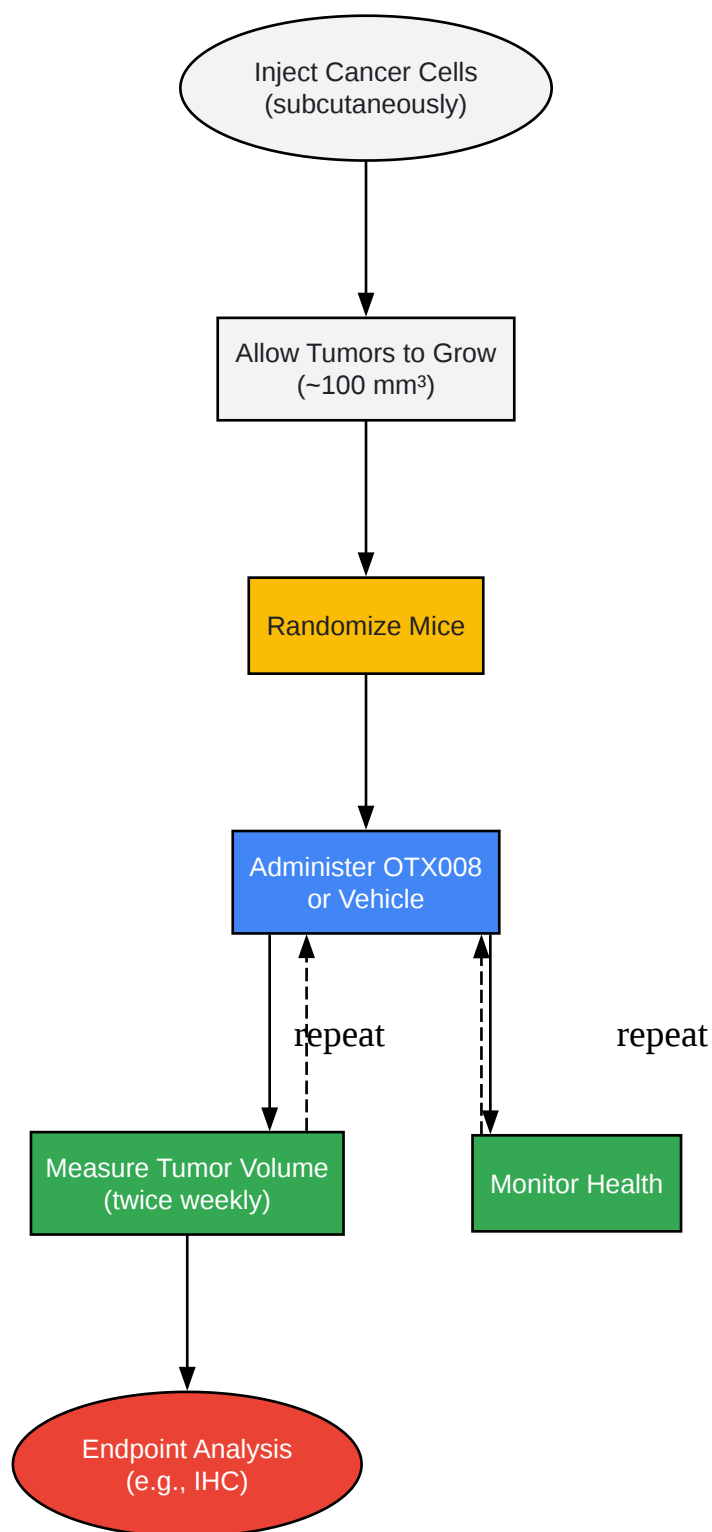 Inject Cancer Cells
(subcutaneously)
Allow Tumors to Grow
(~100 mm³)
Randomize Mice
Administer OTX008
or Vehicle
repeat
repeat
Measure Tumor Volume
(twice weekly)
Monitor Health
Endpoint Analysis
(e.g., IHC)